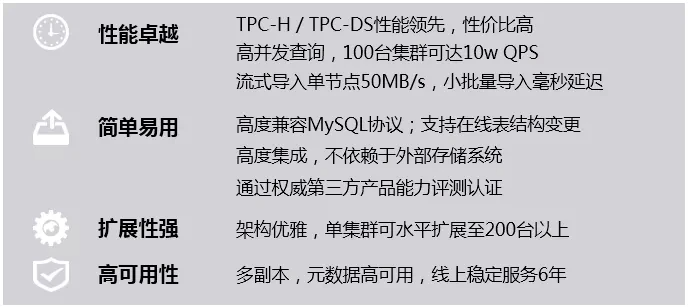 性能卓越
TPC-H / TPC-DS性能领先，性价比高
高并发查询，100台集群可达10w QPS
流式导入单节点50MB/s，小批量导入毫秒延迟
简单易用
高度兼容MySQL协议；支持在线表结构变更
高度集成，不依赖于外部存储系统
通过权威第三方产品能力评测认证
扩展性强
架构优雅，单集群可水平扩展至200台以上
高可用性
多副本，元数据高可用，线上稳定服务6年